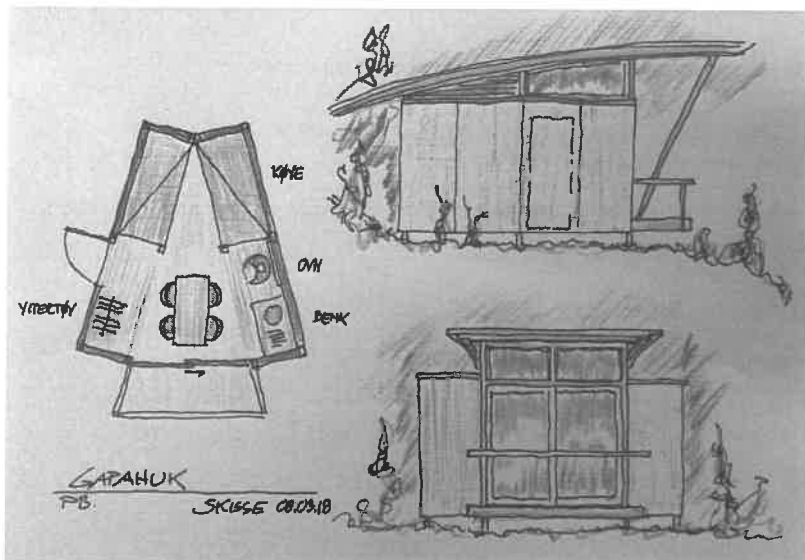 KØYE
OVN
YTTERTØY
BENK
GAPAHUK
PB.
SKISSE 08.03.18